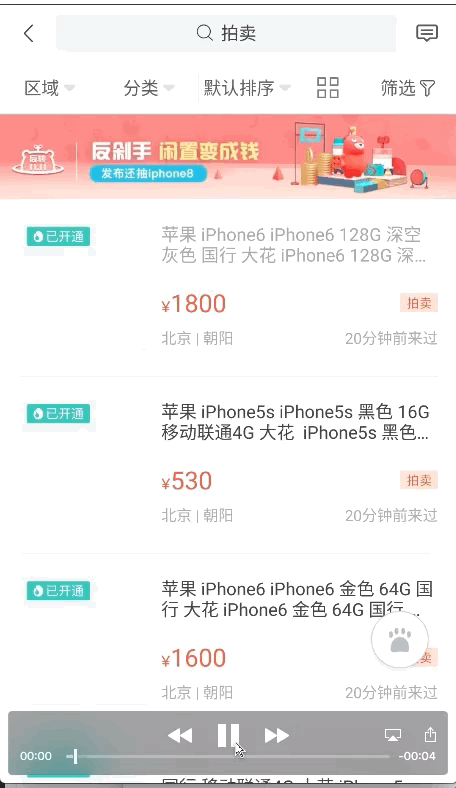 拍卖
区域 分类 默认排序 筛选
反剁手 11.11 反剁手 闲置变成钱
发布还抽iphone8
已开通
苹果 iPhone6 iPhone6 128G 深空
灰色 国行 大花 iPhone6 128G 深...
¥1800 拍卖
北京 | 朝阳 20分钟前来过
已开通
苹果 iPhone5s iPhone5s 黑色 16G
移动联通4G 大花 iPhone5s 黑色...
¥530 拍卖
北京 | 朝阳 20分钟前来过
已开通
苹果 iPhone6 iPhone6 金色 64G 国
行 大花 iPhone6 金色 64G 国行 ...
¥1600 卖
北京 | 朝阳 20分钟前来过
00:00 -00:04